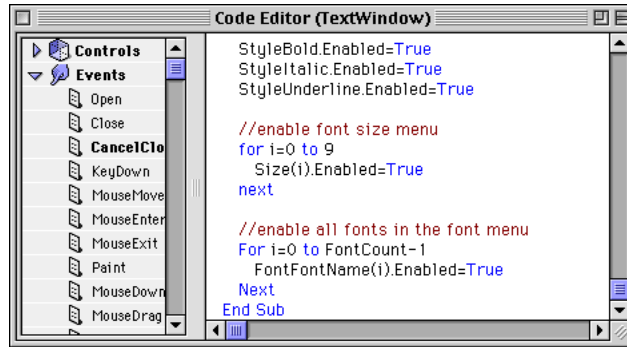 Code Editor (TextWindow)
Controls
Events
Open
Close
CancelClo
KeyDown
MouseMove
MouseEnter
MouseExit
Paint
MouseDown
MouseDrag
StyleBold.Enabled=True
StyleItalic.Enabled=True
StyleUnderline.Enabled=True
//enable font size menu
for i=0 to 9
Size(i).Enabled=True
next
//enable all fonts in the font menu
For i=0 to FontCount-1
FontFontName(i).Enabled=True
Next
End Sub